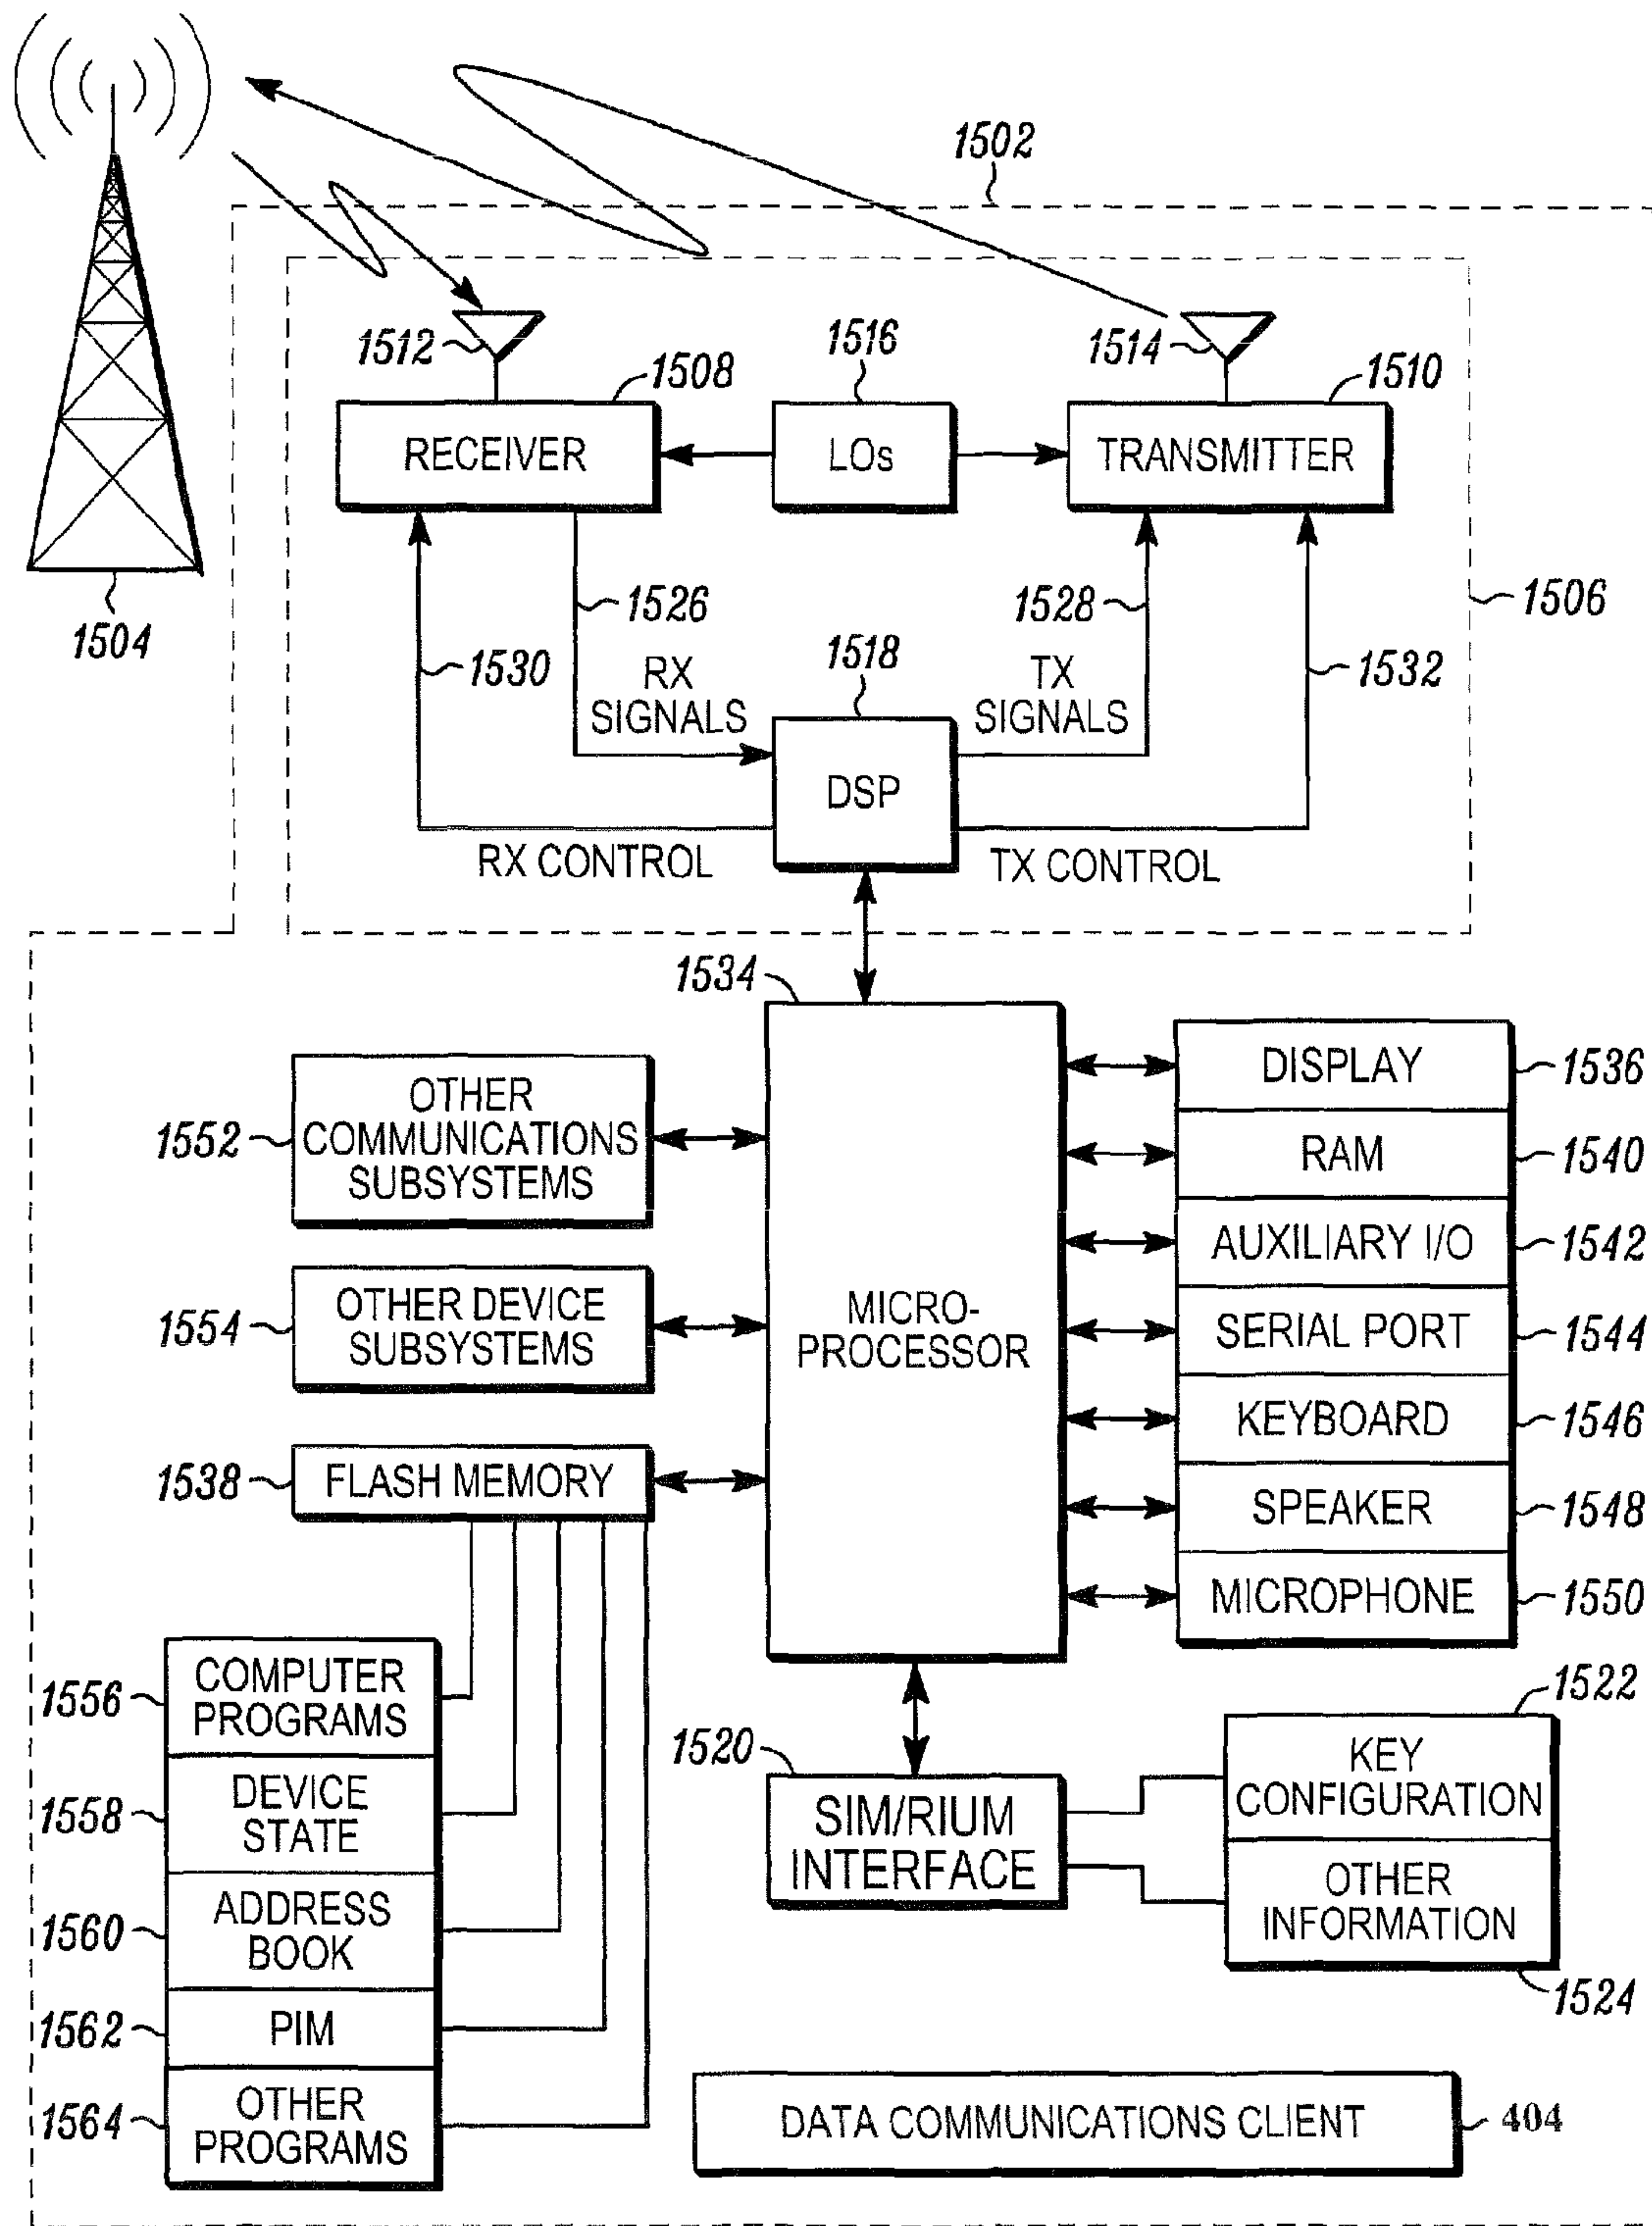 1502
1512
1508
1516
1514
1510
RECEIVER
LOs
TRANSMITTER
1504
1526
1528
1506
1530
RX
SIGNALS
1518
TX
SIGNALS
1532
DSP
RX CONTROL
TX CONTROL
1534
1552
OTHER
COMMUNICATIONS
SUBSYSTEMS
1554
OTHER DEVICE
SUBSYSTEMS
1538
FLASH MEMORY
MICRO-
PROCESSOR
DISPLAY
1536
RAM
1540
AUXILIARY I/O
1542
SERIAL PORT
1544
KEYBOARD
1546
SPEAKER
1548
MICROPHONE
1550
1556
COMPUTER
PROGRAMS
1558
DEVICE
STATE
1560
ADDRESS
BOOK
1562
PIM
1564
OTHER
PROGRAMS
1520
SIM/RIUM
INTERFACE
1522
KEY
CONFIGURATION
OTHER
INFORMATION
1524
DATA COMMUNICATIONS CLIENT
404